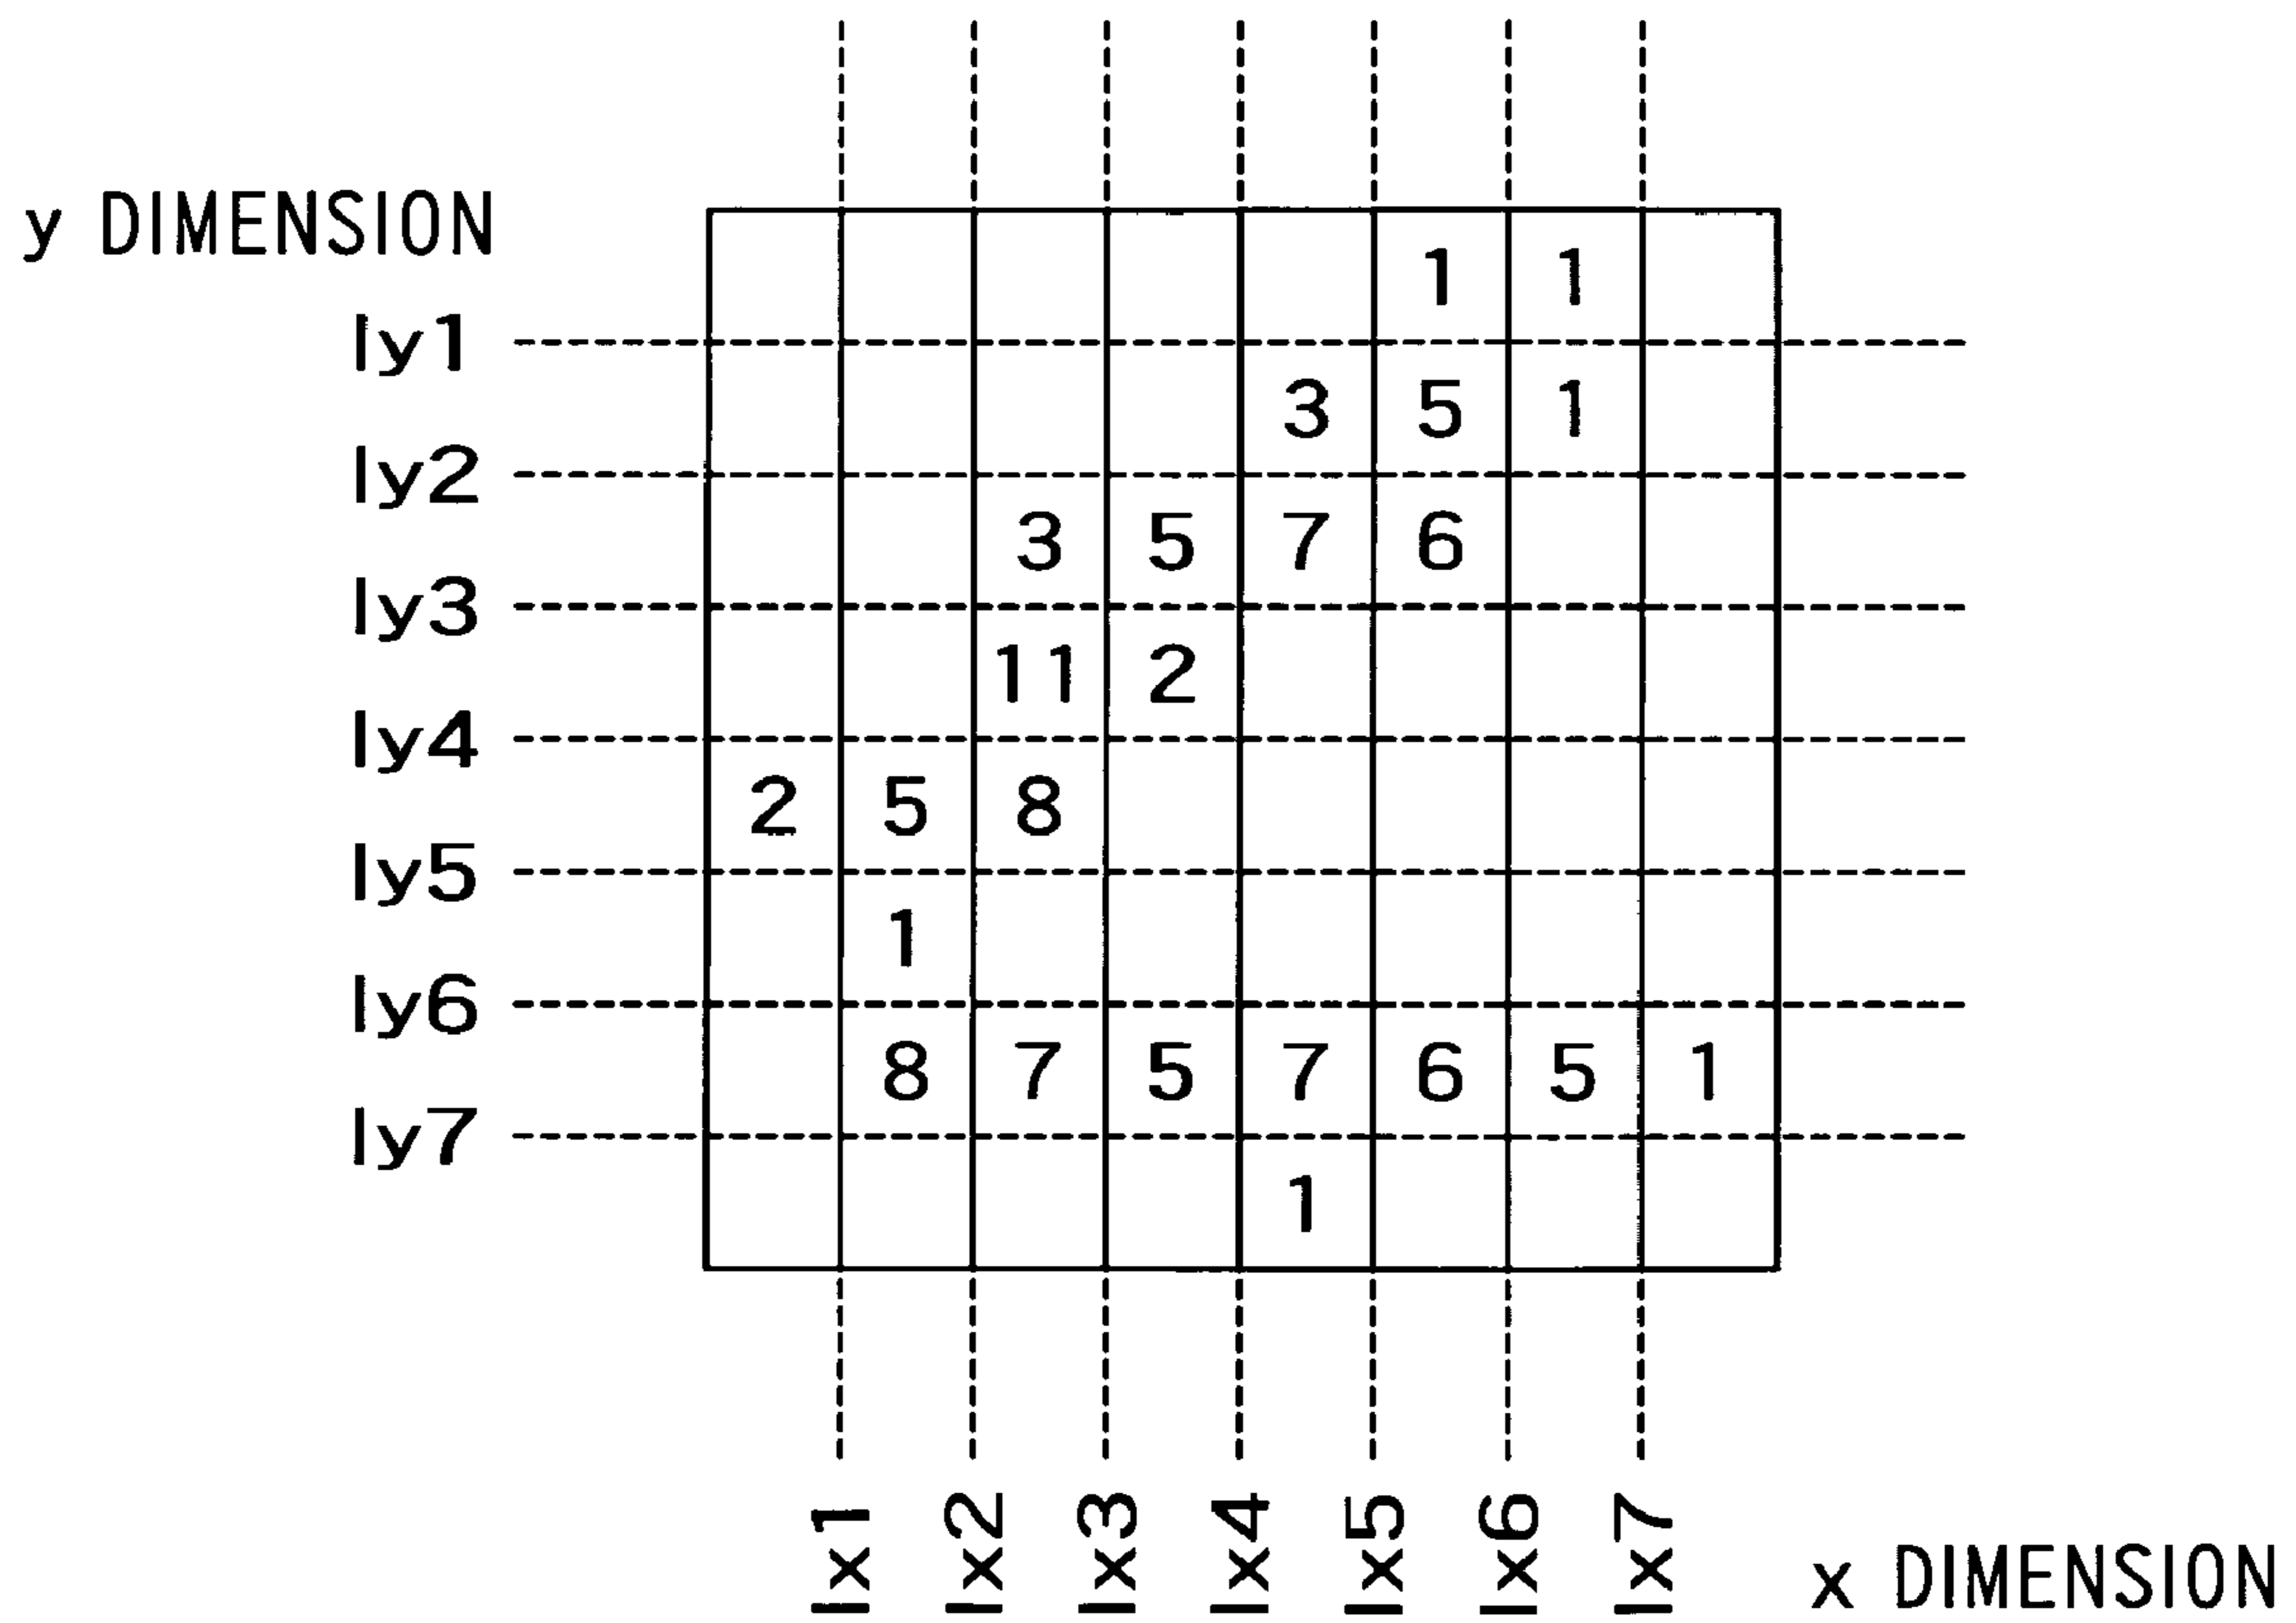 y DIMENSION
1 1
ly1
3 5 1
ly2
3 5 7 6
ly3
11 2
ly4
2 5 8
ly5
1
ly6
8 7 5 7 6 5 1
ly7
1
lx1 lx2 lx3 lx4 lx5 lx6 lx7
x DIMENSION